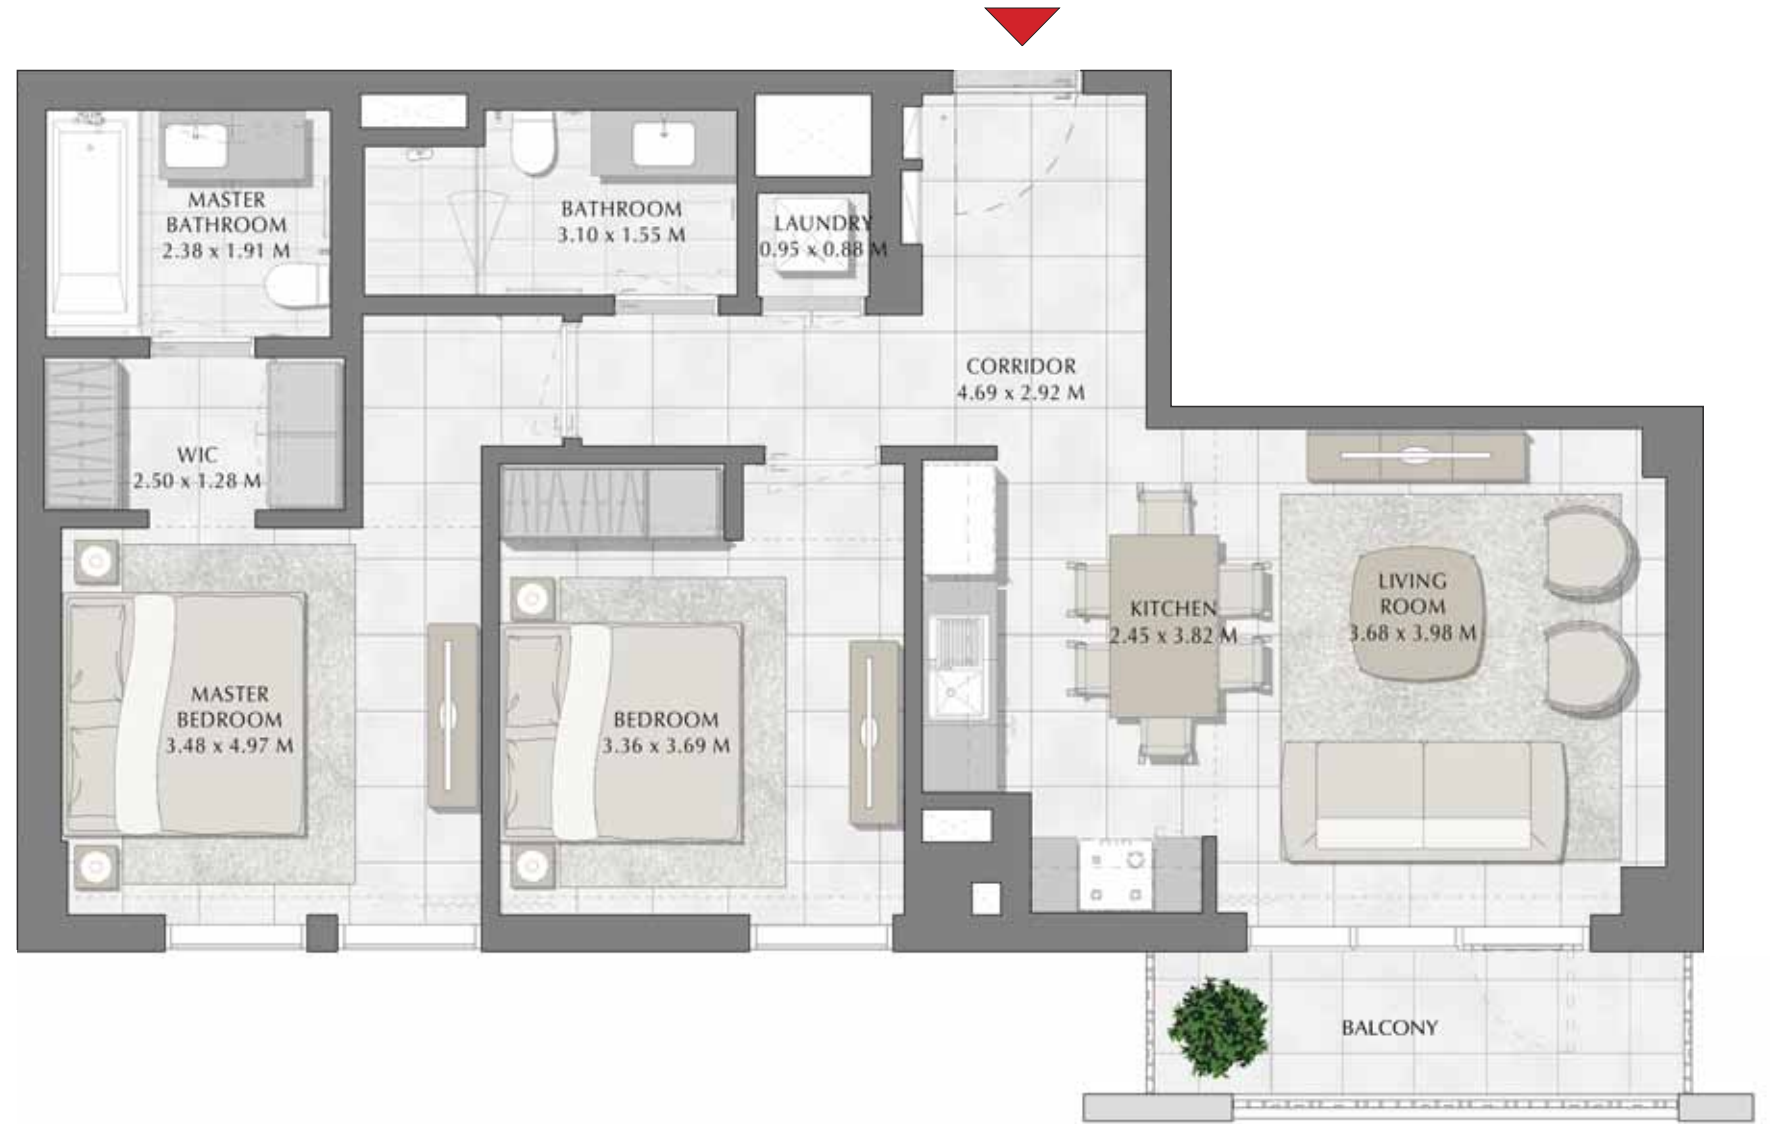 MASTER
BATHROOM
2.38 x 1.91 M
BATHROOM
3.10 x 1.55 M
LAUNDRY
0.95 x 0.88 M
CORRIDOR
4.69 x 2.92 M
WIC
2.50 x 1.28 M
MASTER
BEDROOM
3.48 x 4.97 M
BEDROOM
3.36 x 3.69 M
KITCHEN
2.45 x 3.82 M
LIVING
ROOM
3.68 x 3.98 M
BALCONY